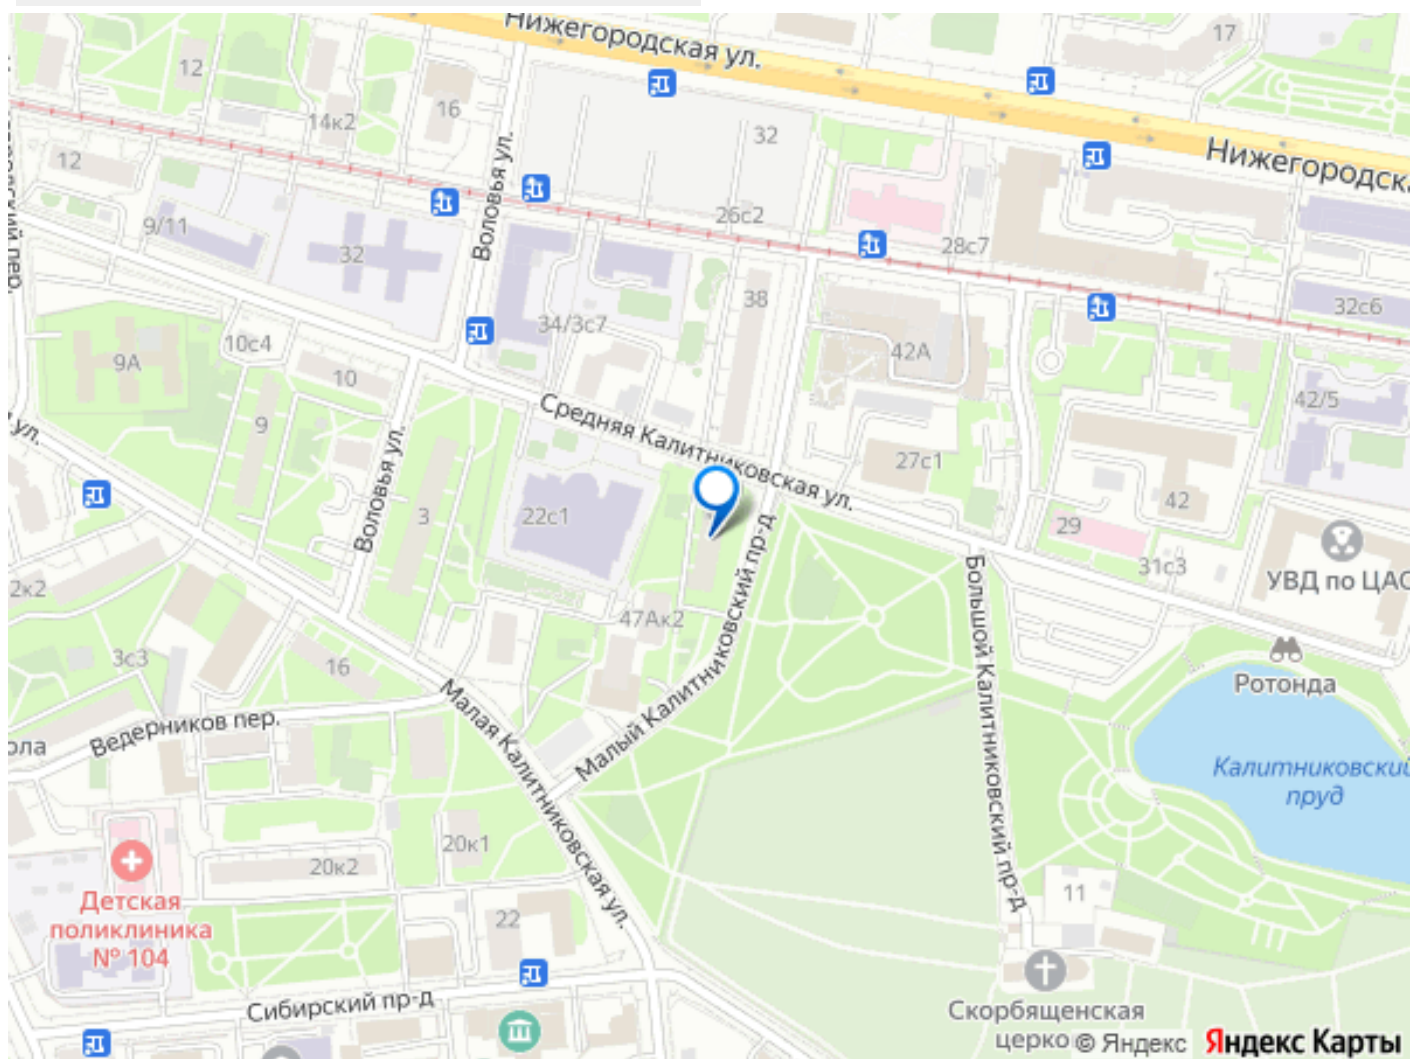 Нижегородская ул.
17
12
16
14к2
32
Нижегородска
12
Воловья ул.
9/11
32
26с2
28с7
38
32с6
34/3с7
10с4
9А
10
42А
42/5
9
Средняя Калитниковская ул.
27с1
ул.
Воловья ул.
3
22с1
42
29
31с3
УВД по ЦАО
2к2
47Ак2
Малый Калитниковский пр-д
Большой Калитниковский пр-д
3с3
16
Ротонда
Малая Калитниковская ул.
Ведерников пер.
ола
Калитниковский
пруд
20к1
20к2
Детская
поликлиника
№ 104
22
11
Сибирский пр-д
Скорбященская
церко
© Яндекс
Яндекс Карты